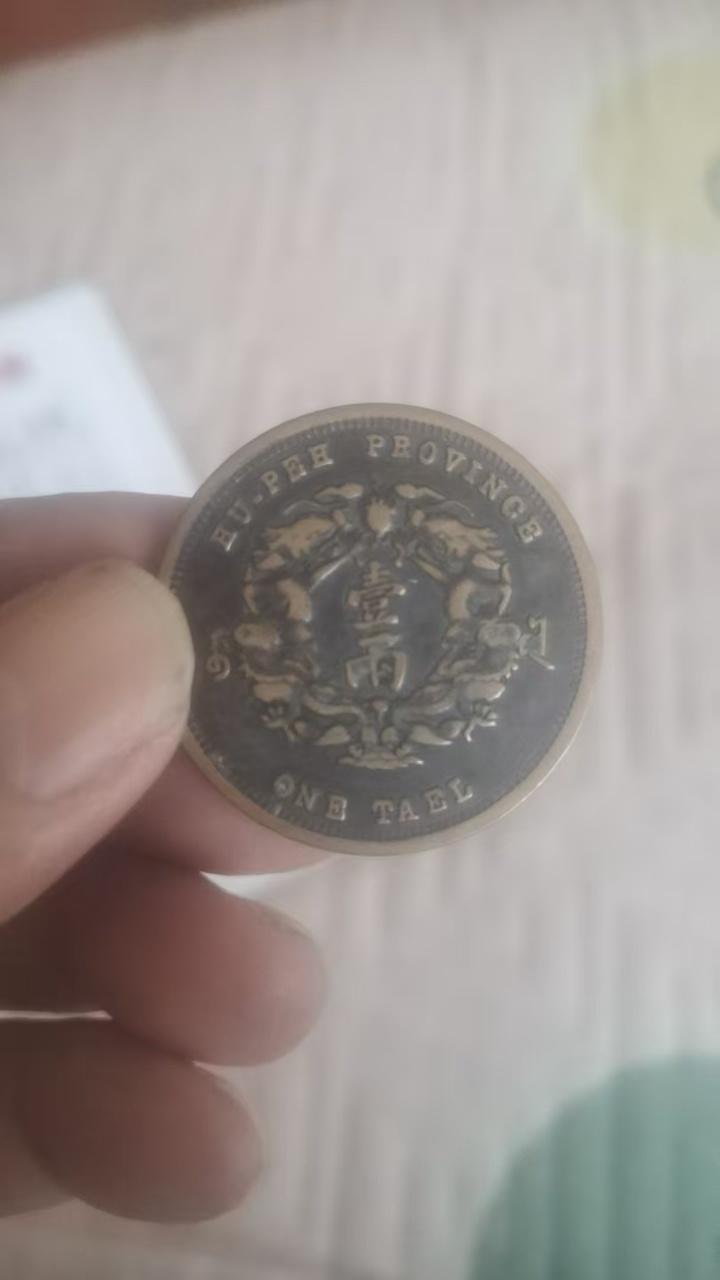 HU-PEH PROVINCE
壹
兩
ONE TAEL